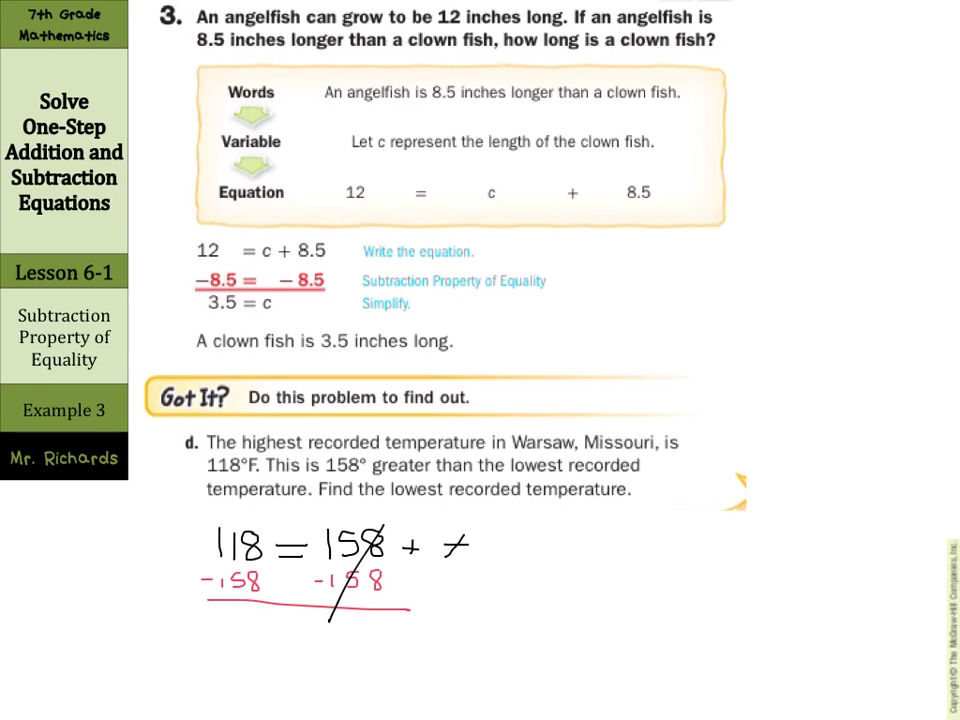 7th Grade
Mathematics
Solve
One-Step
Addition and
Subtraction
Equations
Lesson 6-1
Subtraction
Property of
Equality
Example 3
Mr. Richards
3. An angelfish can grow to be 12 inches long. If an angelfish is
8.5 inches longer than a clown fish, how long is a clown fish?
Words An angelfish is 8.5 inches longer than a clown fish.
Variable Let c represent the length of the clown fish.
Equation 12 = c + 8.5
12 = c + 8.5 Write the equation.
−8.5 = − 8.5 Subtraction Property of Equality
3.5 = c Simplify.
A clown fish is 3.5 inches long.
Got It? Do this problem to find out.
d. The highest recorded temperature in Warsaw, Missouri, is
118°F. This is 158° greater than the lowest recorded
temperature. Find the lowest recorded temperature.
118 = 158 + x
-158 -158
Copyright © The McGraw-Hill Companies, Inc.